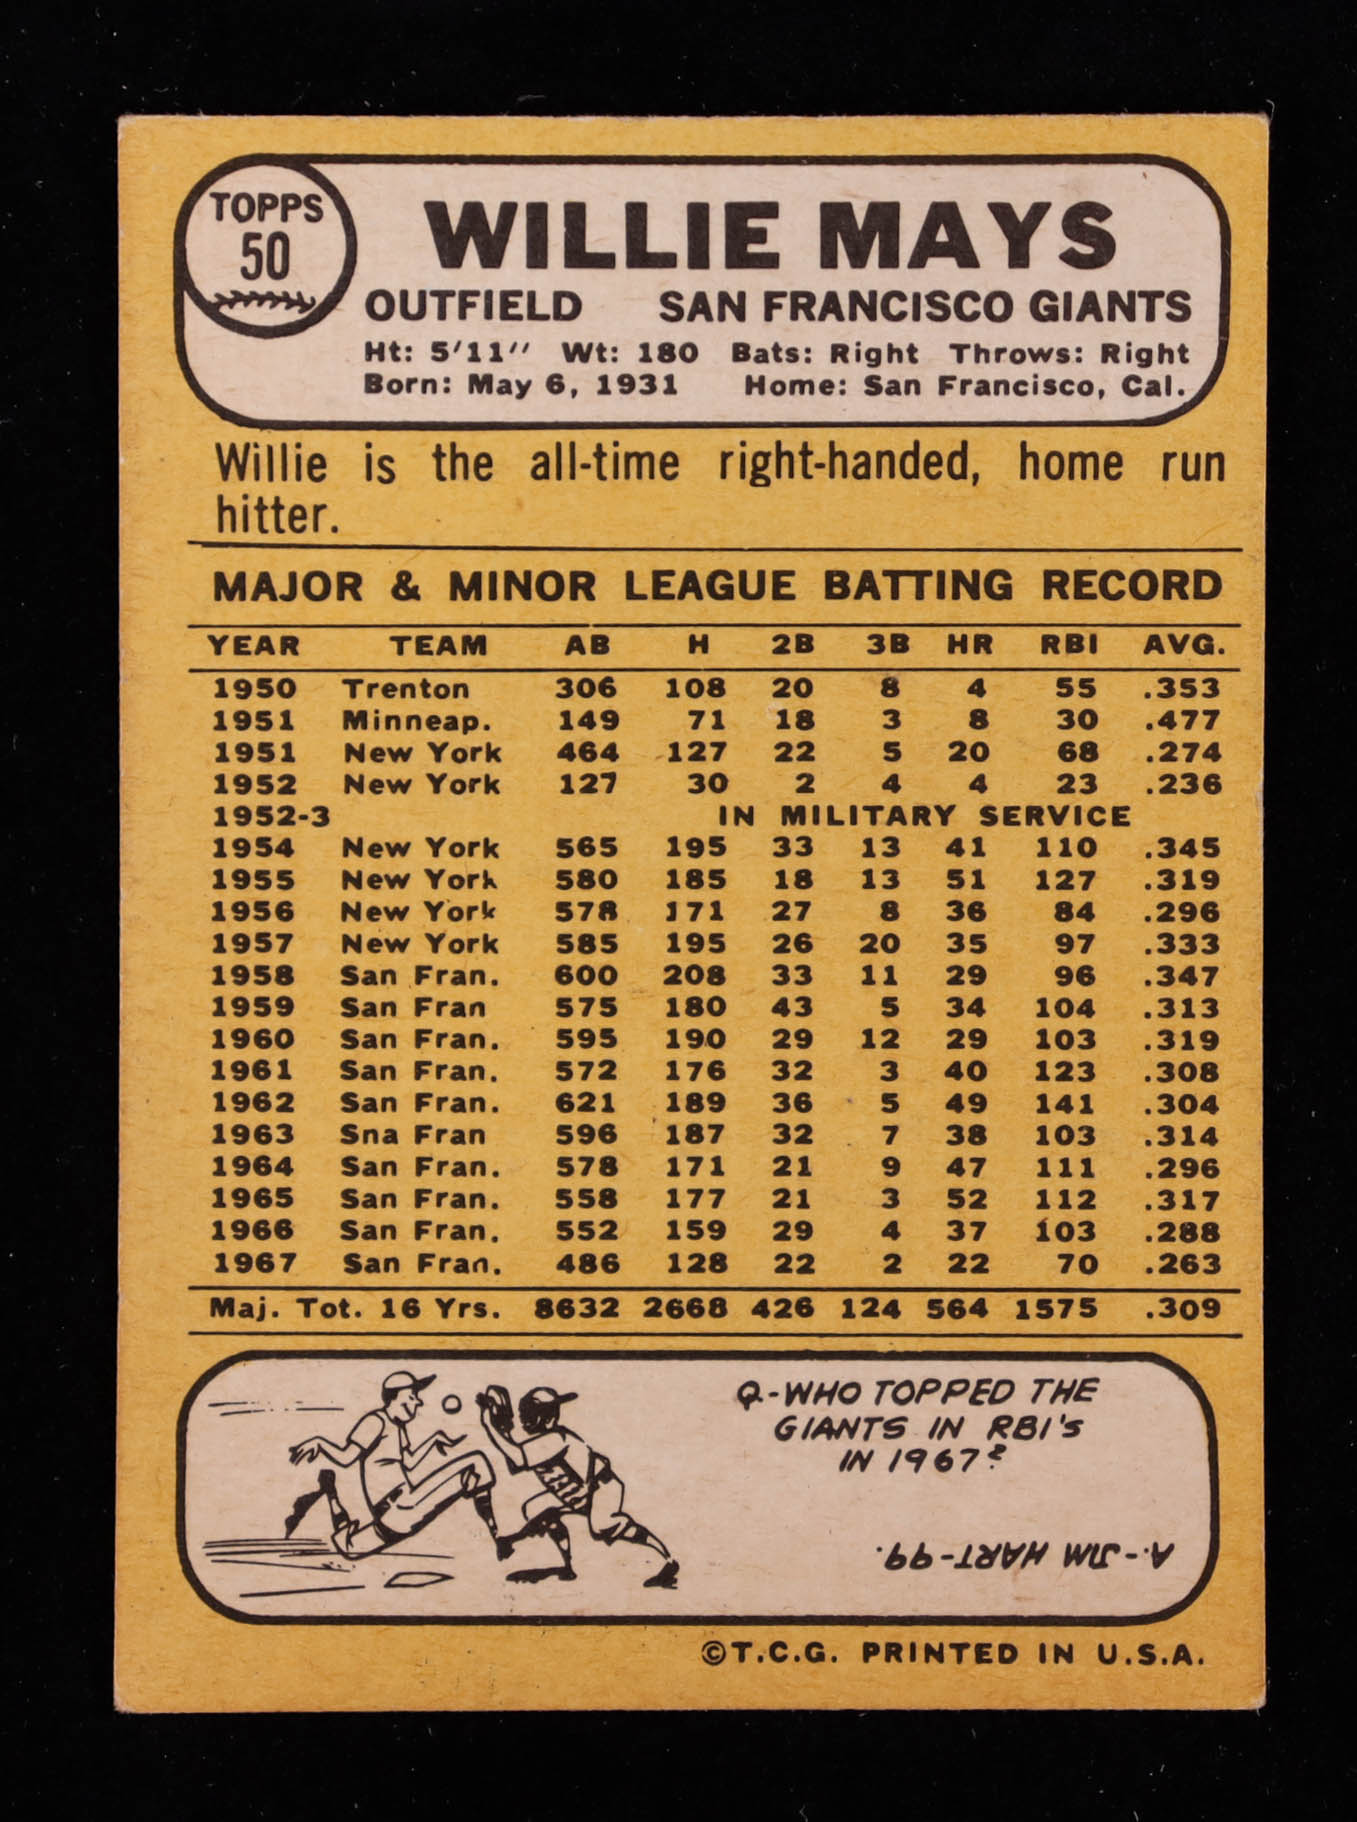 TOPPS
50
WILLIE MAYS
OUTFIELD SAN FRANCISCO GIANTS
Ht: 5'11" Wt: 180 Bats: Right Throws: Right
Born: May 6, 1931 Home: San Francisco, Cal.
Willie is the all-time right-handed, home run
hitter.
MAJOR & MINOR LEAGUE BATTING RECORD
YEAR TEAM AB H 2B 3B HR RBI AVG.
1950 Trenton 306 108 20 8 4 55 .353
1951 Minneap. 149 71 18 3 8 30 .477
1951 New York 464 127 22 5 20 68 .274
1952 New York 127 30 2 4 4 23 .236
1952-3 IN MILITARY SERVICE
1954 New York 565 195 33 13 41 110 .345
1955 New York 580 185 18 13 51 127 .319
1956 New York 578 171 27 8 36 84 .296
1957 New York 585 195 26 20 35 97 .333
1958 San Fran. 600 208 33 11 29 96 .347
1959 San Fran 575 180 43 5 34 104 .313
1960 San Fran. 595 190 29 12 29 103 .319
1961 San Fran. 572 176 32 3 40 123 .308
1962 San Fran. 621 189 36 5 49 141 .304
1963 Sna Fran 596 187 32 7 38 103 .314
1964 San Fran. 578 171 21 9 47 111 .296
1965 San Fran. 558 177 21 3 52 112 .317
1966 San Fran. 552 159 29 4 37 103 .288
1967 San Fran. 486 128 22 2 22 70 .263
Maj. Tot. 16 Yrs. 8632 2668 426 124 564 1575 .309
Q-WHO TOPPED THE
GIANTS IN RBI'S
IN 1967?
A.-JIM HART-99.
©T.C.G. PRINTED IN U.S.A.